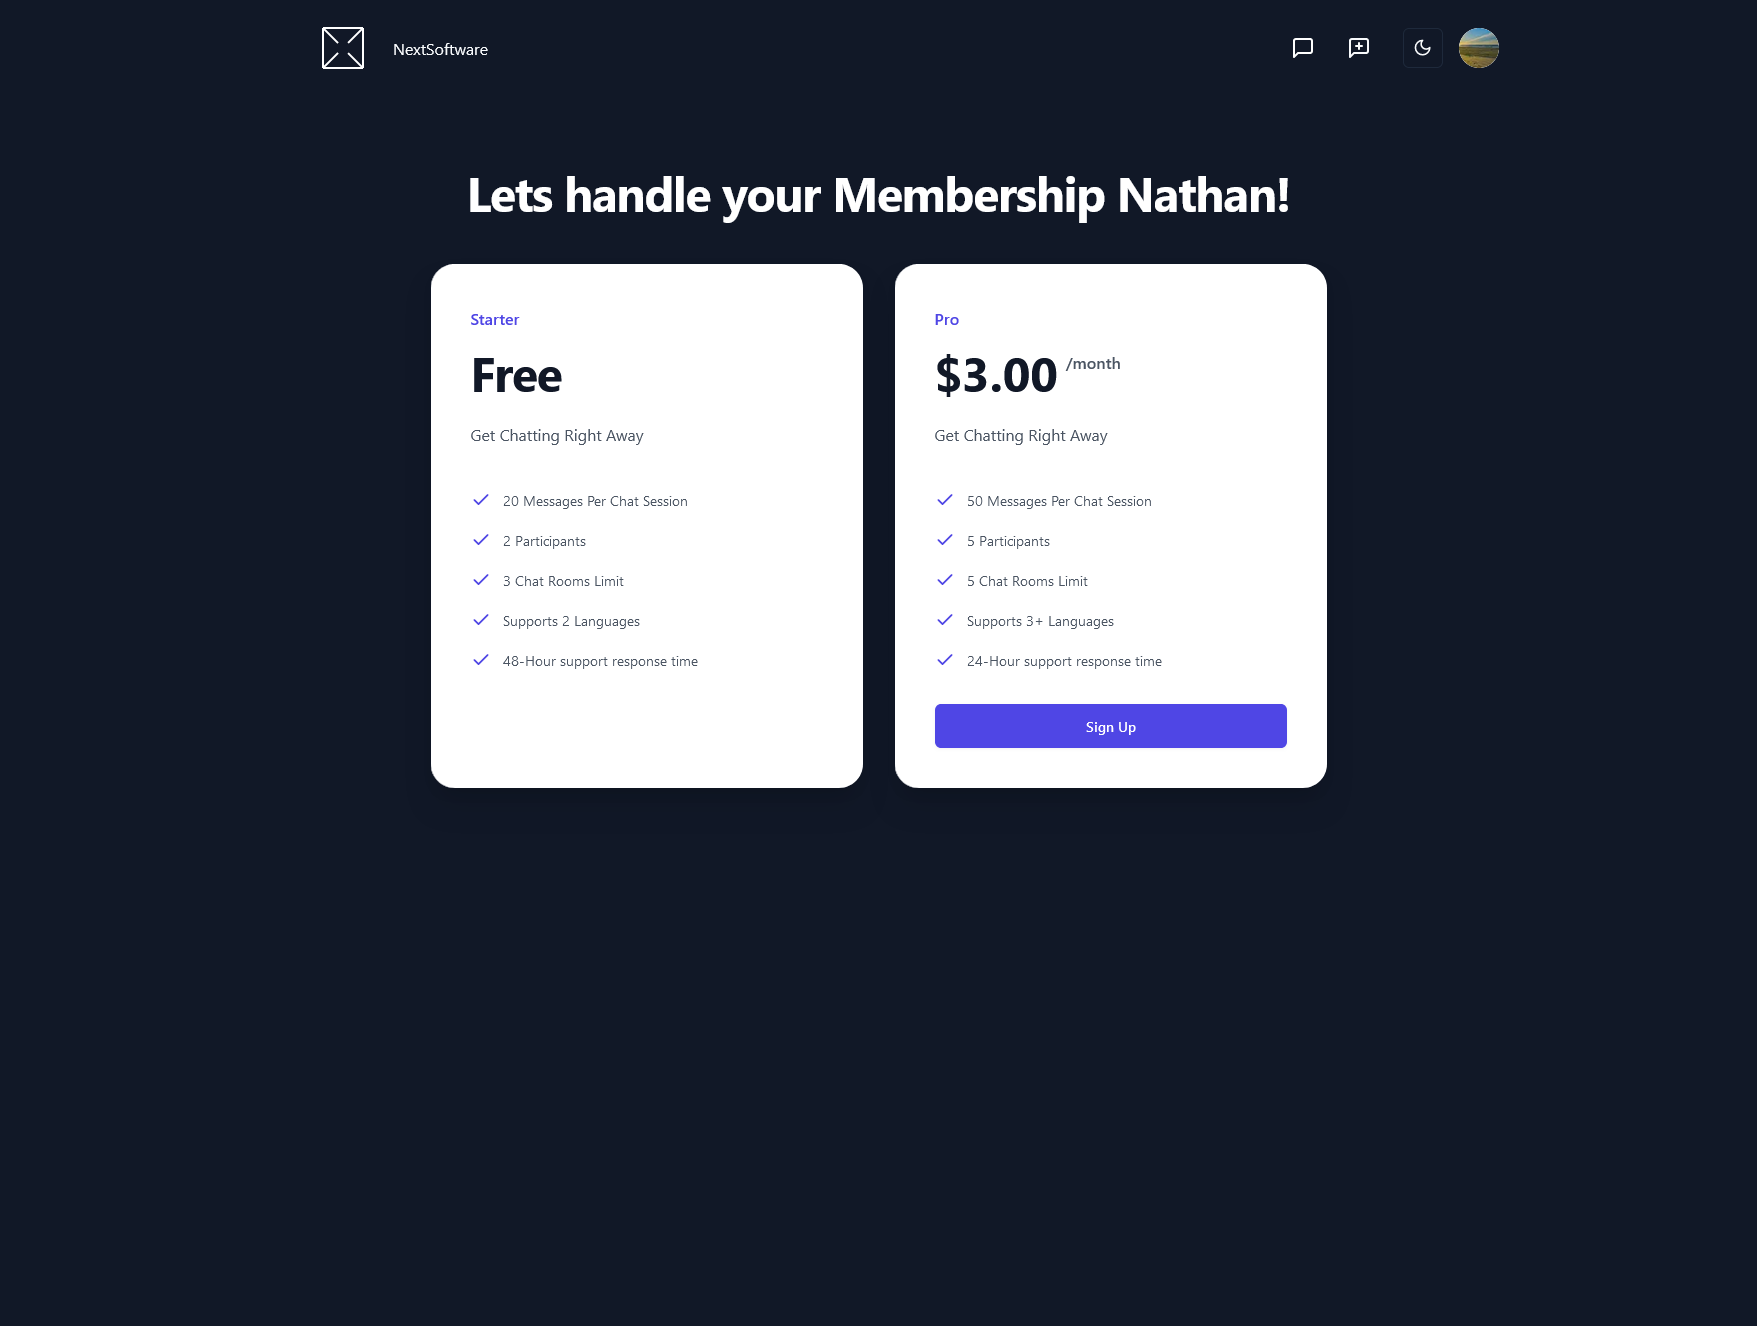 NextSoftware
Lets handle your Membership Nathan!
Starter
Free
Get Chatting Right Away
20 Messages Per Chat Session
2 Participants
3 Chat Rooms Limit
Supports 2 Languages
48-Hour support response time
Pro
$3.00 /month
Get Chatting Right Away
50 Messages Per Chat Session
5 Participants
5 Chat Rooms Limit
Supports 3+ Languages
24-Hour support response time
Sign Up